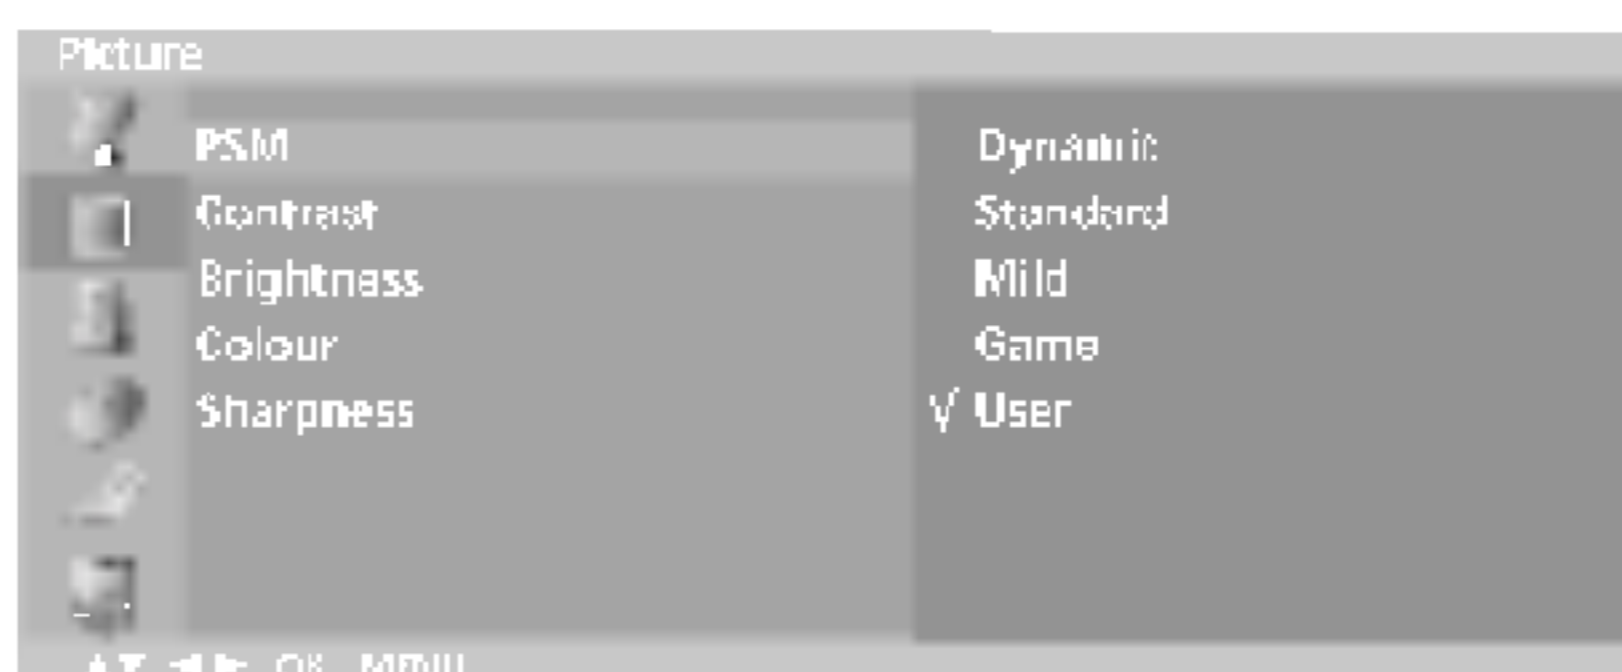 Picture
PSM
Contrast
Brightness
Colour
Sharpness
Dynamic
Standard
Mild
Game
√ User
▲▼ ◀▶ OK MENU